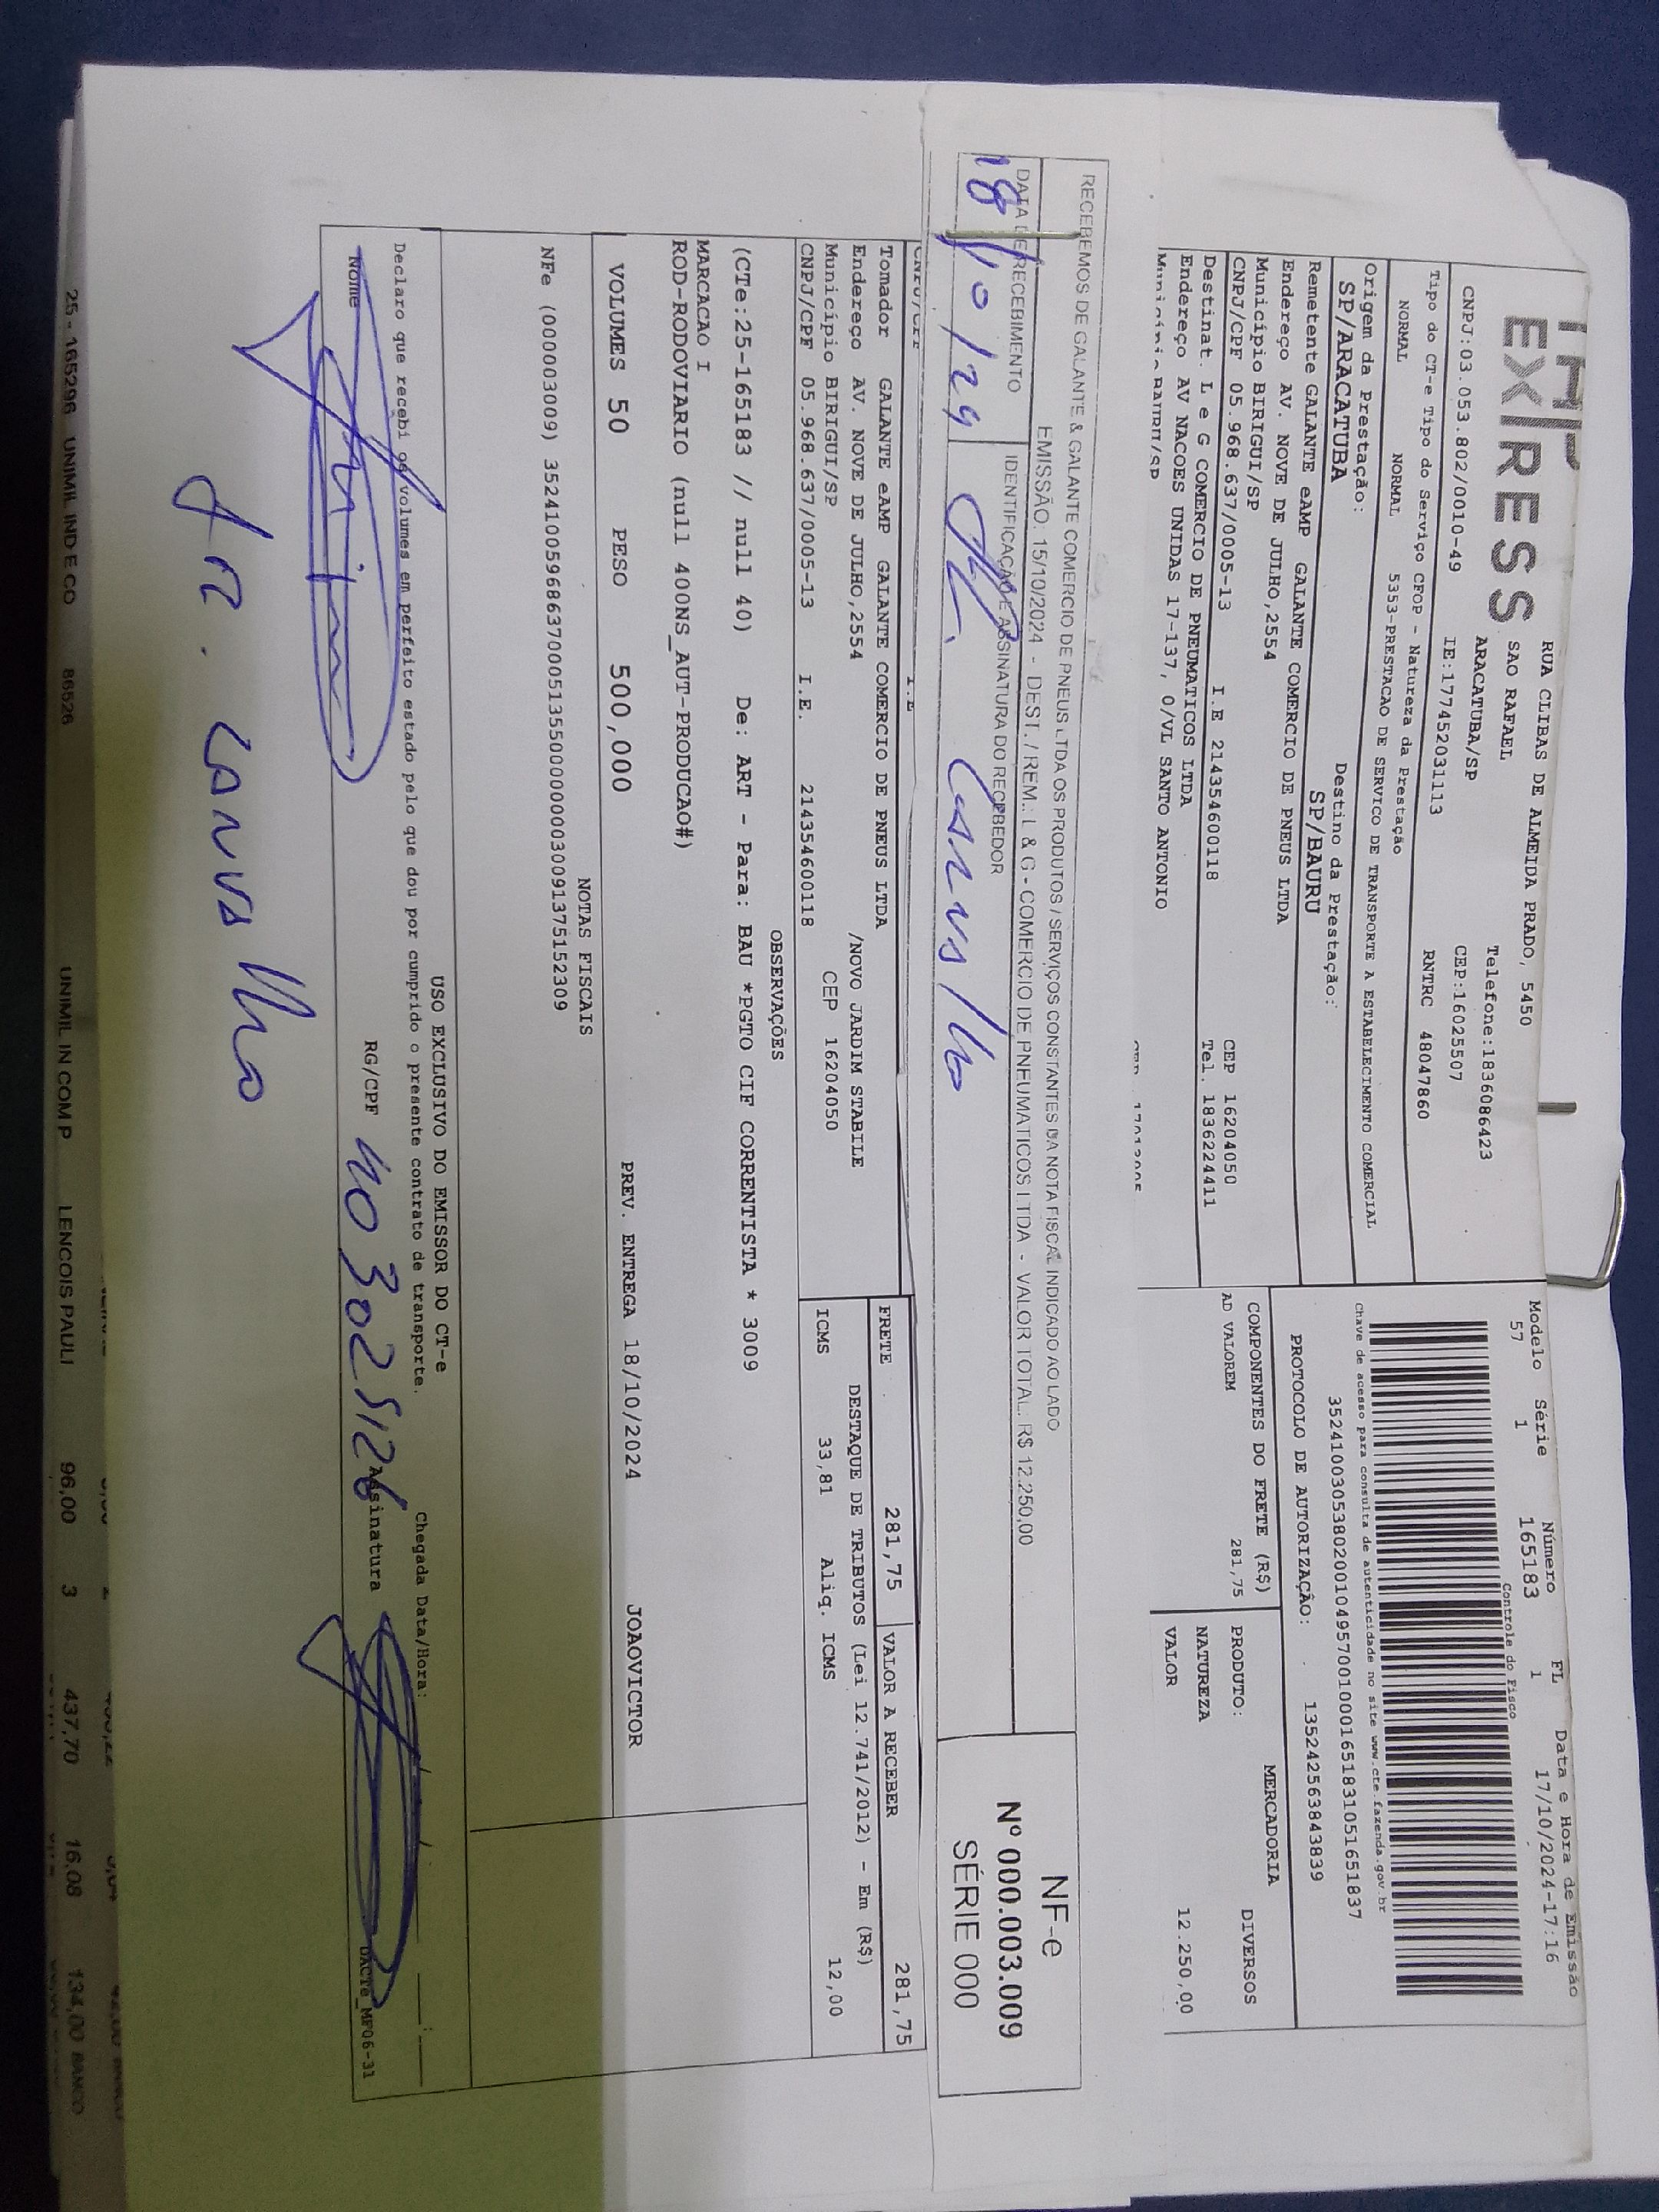 EXPRESS
RUA CLIBAS DE ALMEIDA PRADO, 5450
SAO RAFAEL
ARACATUBA/SP
Telefone:1836086423
CEP:16025507
CNPJ:03.053.802/0010-49 IE:177452031113 RNTRC 48047860
Modelo Série Número FL Data e Hora de Emissão
57 1 165183 1 17/10/2024-17:16
Controle do Fisco
Tipo do CT-e Tipo do Serviço CFOP - Natureza da Prestação
NORMAL NORMAL 5353-PRESTACAO DE SERVICO DE TRANSPORTE A ESTABELECIMENTO COMERCIAL
Chave de acesso para consulta de autenticidade no site www.cte.fazenda.gov.br
35241003053802001049570010001651831051651837
Origem da Prestação: Destino da Prestação:
SP/ARACATUBA SP/BAURU
PROTOCOLO DE AUTORIZAÇÃO: 135242563843839
Remetente GALANTE eAMP GALANTE COMERCIO DE PNEUS LTDA
Endereço AV. NOVE DE JULHO,2554
Município BIRIGUI/SP CEP 16204050
CNPJ/CPF 05.968.637/0005-13 I.E 214354600118 Tel. 1836224411
COMPONENTES DO FRETE (R$) MERCADORIA
AD VALOREM 281,75
PRODUTO: DIVERSOS
NATUREZA
VALOR 12.250,00
Destinat. L e G COMERCIO DE PNEUMATICOS LTDA
Endereço AV NACOES UNIDAS 17-137, 0/VL SANTO ANTONIO
Município BAURU/SP
RECEBEMOS DE GALANTE & GALANTE COMERCIO DE PNEUS LTDA OS PRODUTOS / SERVIÇOS CONSTANTES DA NOTA FISCAL INDICADO AO LADO
EMISSÃO: 15/10/2024 - DEST. / REM.: L & G - COMERCIO DE PNEUMATICOS LTDA - VALOR TOTAL: R$ 12.250,00
DATA DE RECEBIMENTO IDENTIFICAÇÃO E ASSINATURA DO RECEBEDOR
18/10/24
NF-e
Nº 000.003.009
SÉRIE 000
CNPJ/CPF I.E
Tomador GALANTE eAMP GALANTE COMERCIO DE PNEUS LTDA
Endereço AV. NOVE DE JULHO,2554 /NOVO JARDIM STABILE
Município BIRIGUI/SP CEP 16204050
CNPJ/CPF 05.968.637/0005-13 I.E. 214354600118
FRETE 281,75 VALOR A RECEBER 281,75
DESTAQUE DE TRIBUTOS (Lei 12.741/2012) - Em (R$)
ICMS 33,81 Aliq. ICMS 12,00
OBSERVAÇÕES
(CTe:25-165183 // null 40) De: ART - Para: BAU *PGTO CIF CORRENTISTA * 3009
MARCACAO I
ROD-RODOVIARIO (null 400NS_AUT-PRODUCAO#)
VOLUMES 50 PESO 500,000 PREV. ENTREGA 18/10/2024 JOAOVICTOR
NOTAS FISCAIS
NFe (000003009) 35241005968637000513550000000030091375152309
USO EXCLUSIVO DO EMISSOR DO CT-e
Declaro que recebi os volumes em perfeito estado pelo que dou por cumprido o presente contrato de transporte. Chegada Data/Hora:
Nome RG/CPF Assinatura
DACTe_MP06-31
25 - 165296 UNIMIL IND E CO 86526 UNIMIL IN COM P LENCOIS PAULI 96,00 3 437,70 16,08 134,00